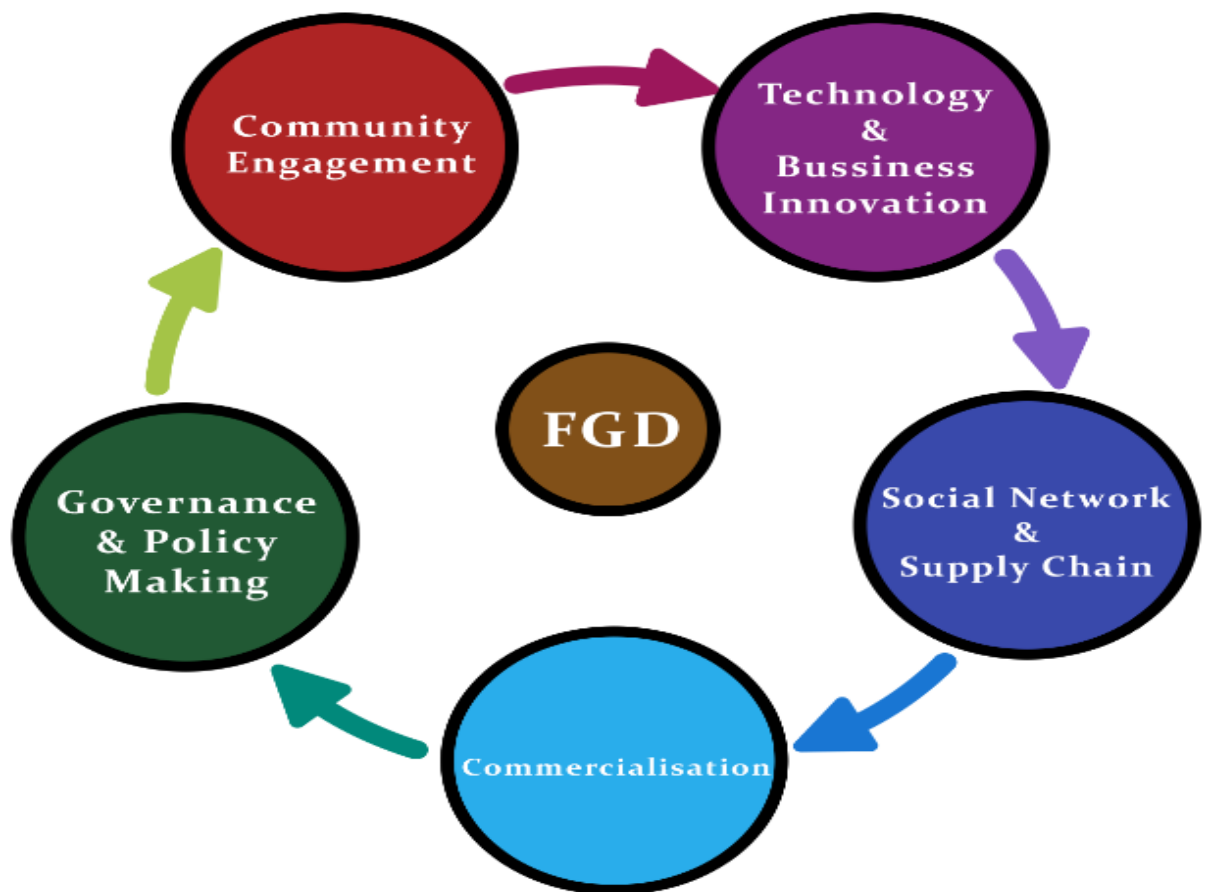 Community
Engagement
Technology
&
Bussiness
Innovation
FGD
Governance
& Policy
Making
Social Network
&
Supply Chain
Commercialisation